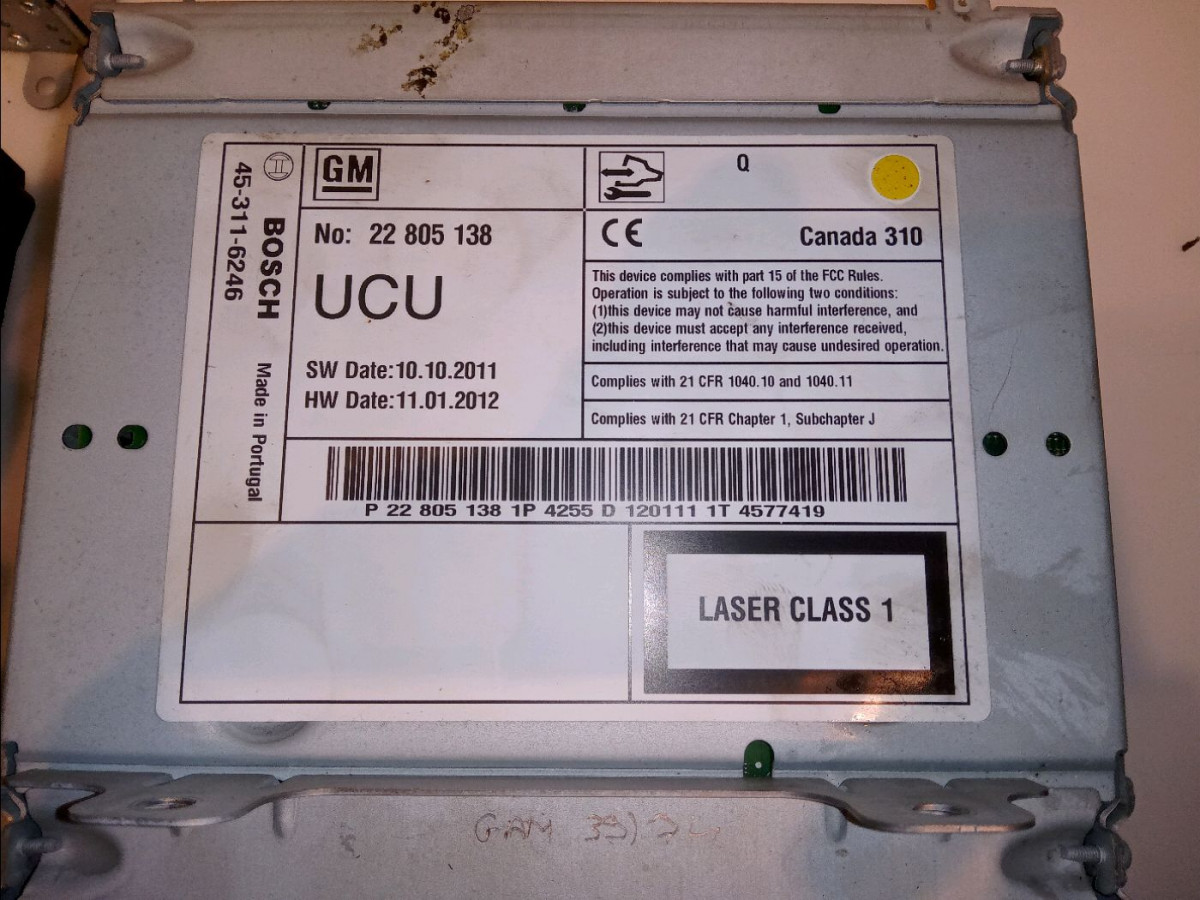 BOSCH Made in Portugal
45-311-6246
GM
No: 22 805 138
UCU
SW Date:10.10.2011
HW Date:11.01.2012
Q
CE
Canada 310
This device complies with part 15 of the FCC Rules.
Operation is subject to the following two conditions:
(1)this device may not cause harmful interference, and
(2)this device must accept any interference received,
including interference that may cause undesired operation.
Complies with 21 CFR 1040.10 and 1040.11
Complies with 21 CFR Chapter 1, Subchapter J
P 22 805 138 1P 4255 D 120111 1T 4577419
LASER CLASS 1